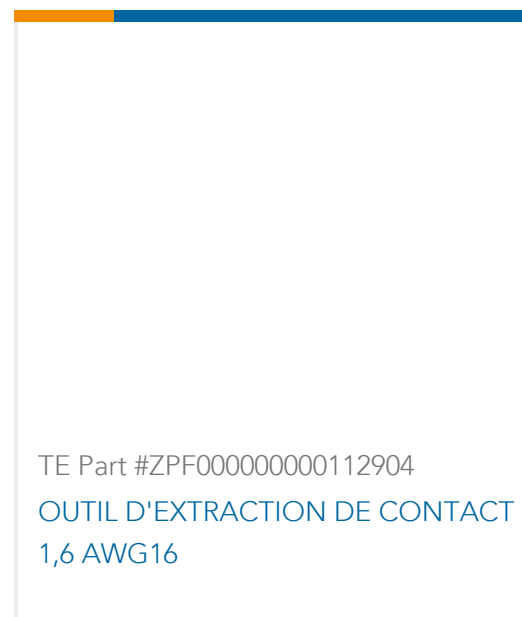 TE Part #ZPF000000000112904
OUTIL D'EXTRACTION DE CONTACT
1,6 AWG16